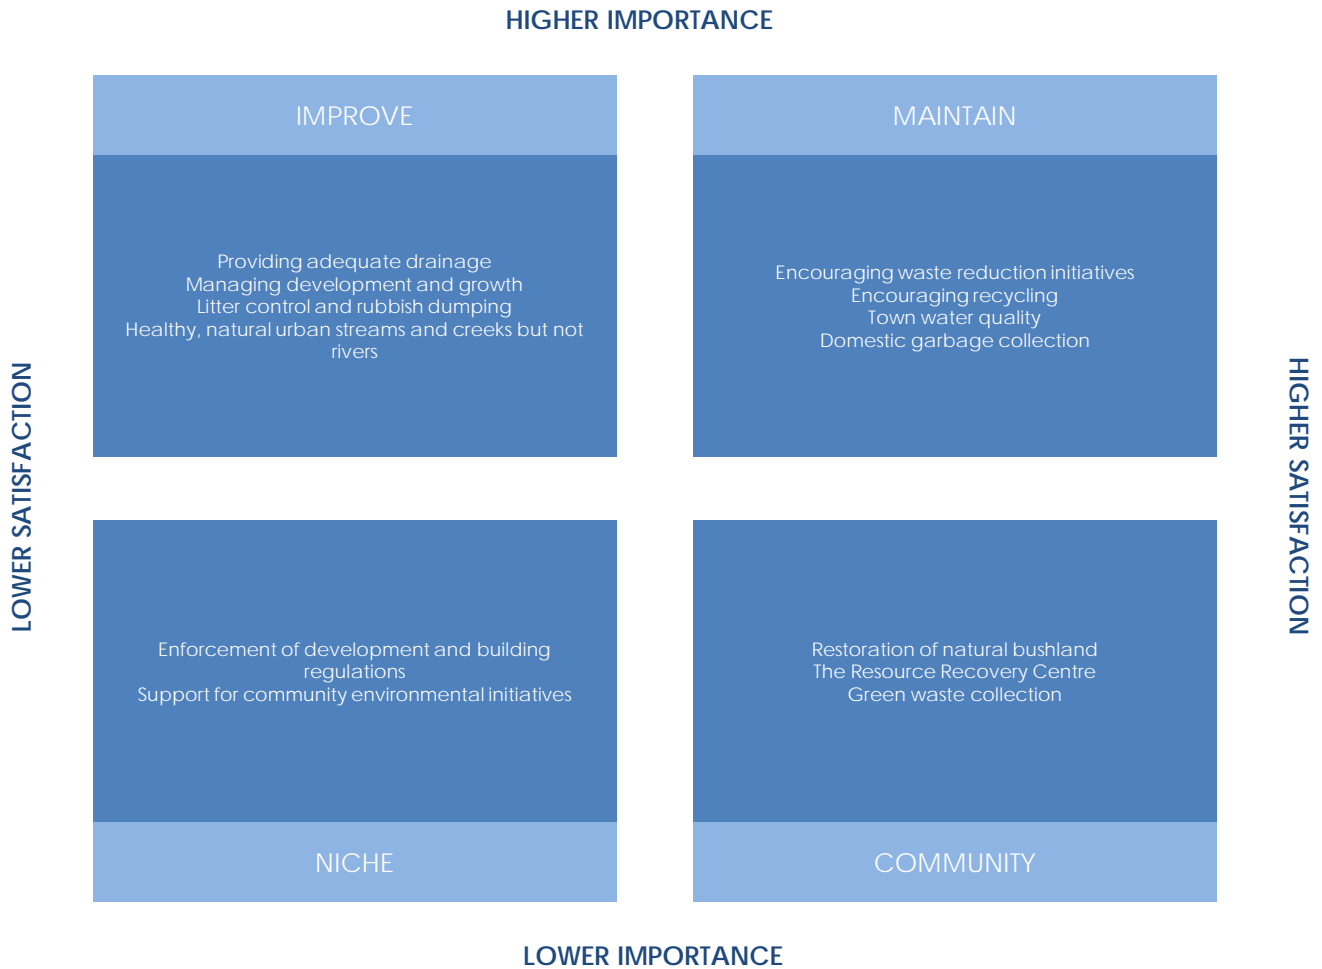 HIGHER IMPORTANCE
IMPROVE
Providing adequate drainage
Managing development and growth
Litter control and rubbish dumping
Healthy, natural urban streams and creeks but not
rivers
MAINTAIN
Encouraging waste reduction initiatives
Encouraging recycling
Town water quality
Domestic garbage collection
LOWER SATISFACTION
HIGHER SATISFACTION
Enforcement of development and building
regulations
Support for community environmental initiatives
NICHE
Restoration of natural bushland
The Resource Recovery Centre
Green waste collection
COMMUNITY
LOWER IMPORTANCE